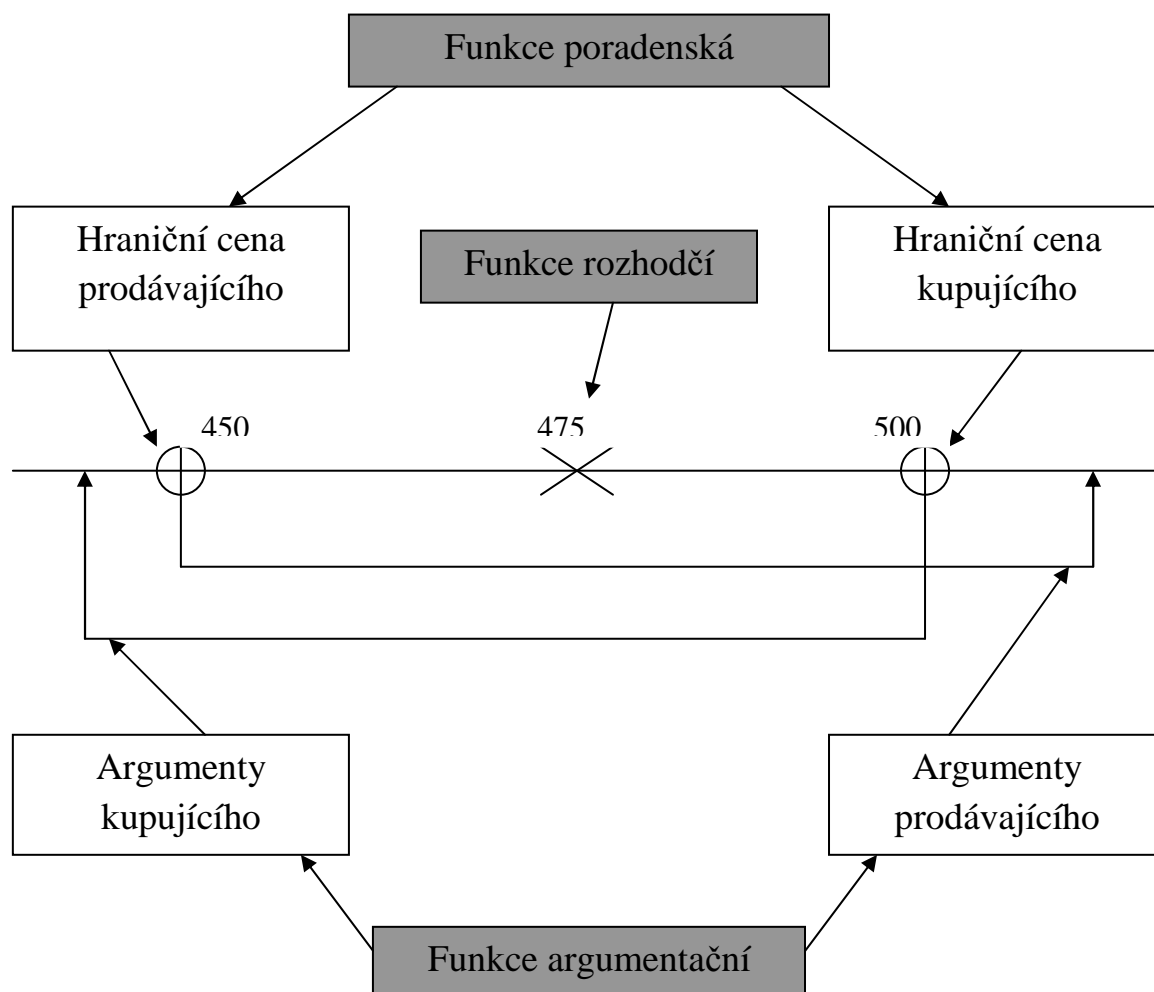 Funkce poradenská
Hraniční cena
prodávajícího
Funkce rozhodčí
Hraniční cena
kupujícího
450
475
500
Argumenty
kupujícího
Argumenty
prodávajícího
Funkce argumentační